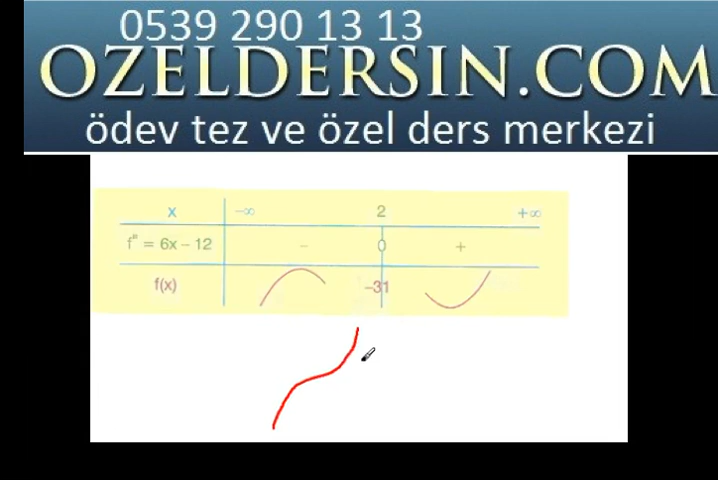 0539 290 13 13
OZELDERSIN.COM
ödev tez ve özel ders merkezi
x −∞ 2 +∞
f" = 6x − 12 − 0 +
f(x) −31